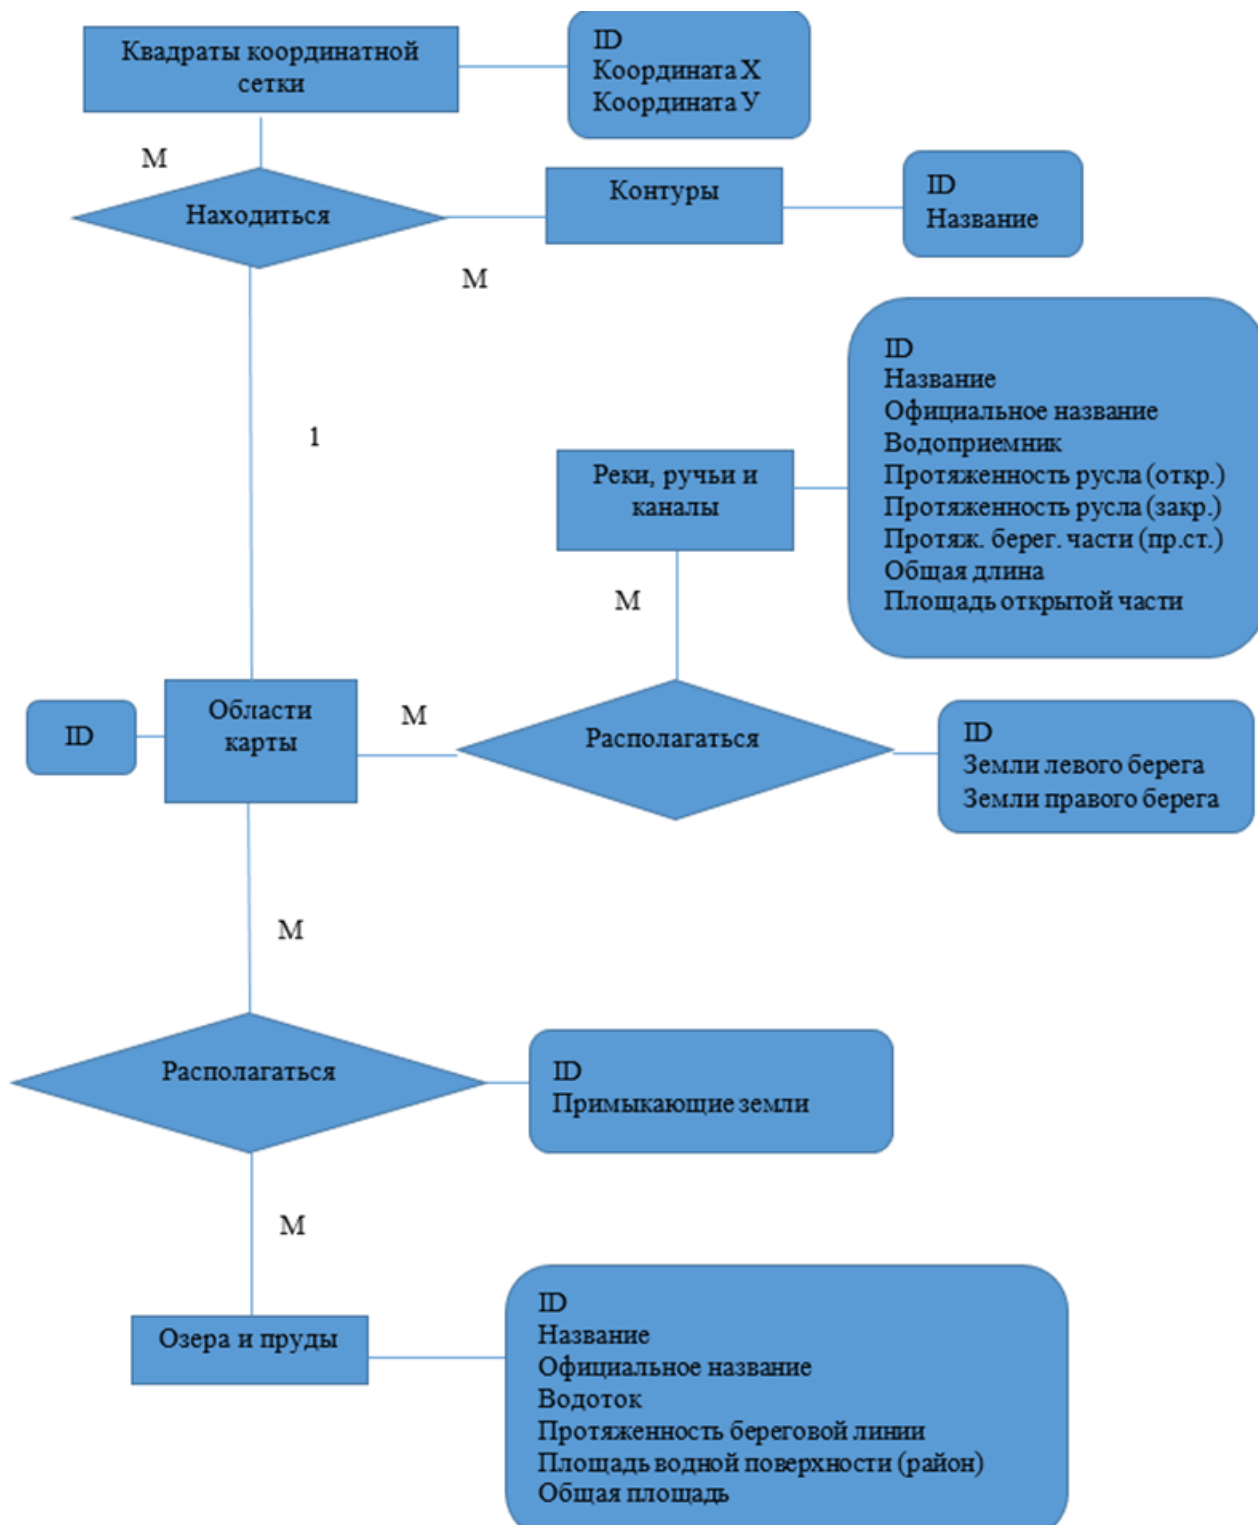 Квадраты координатной
сетки
ID
Координата X
Координата У
М
Находиться
Контуры
ID
Название
М
1
ID
Название
Официальное название
Водоприемник
Протяженность русла (откр.)
Протяженность русла (закр.)
Протяж. берег. части (пр.ст.)
Общая длина
Площадь открытой части
Реки, ручьи и
каналы
М
ID
Области
карты
М
Располагаться
ID
Земли левого берега
Земли правого берега
М
Располагаться
ID
Примыкающие земли
М
Озера и пруды
ID
Название
Официальное название
Водоток
Протяженность береговой линии
Площадь водной поверхности (район)
Общая площадь